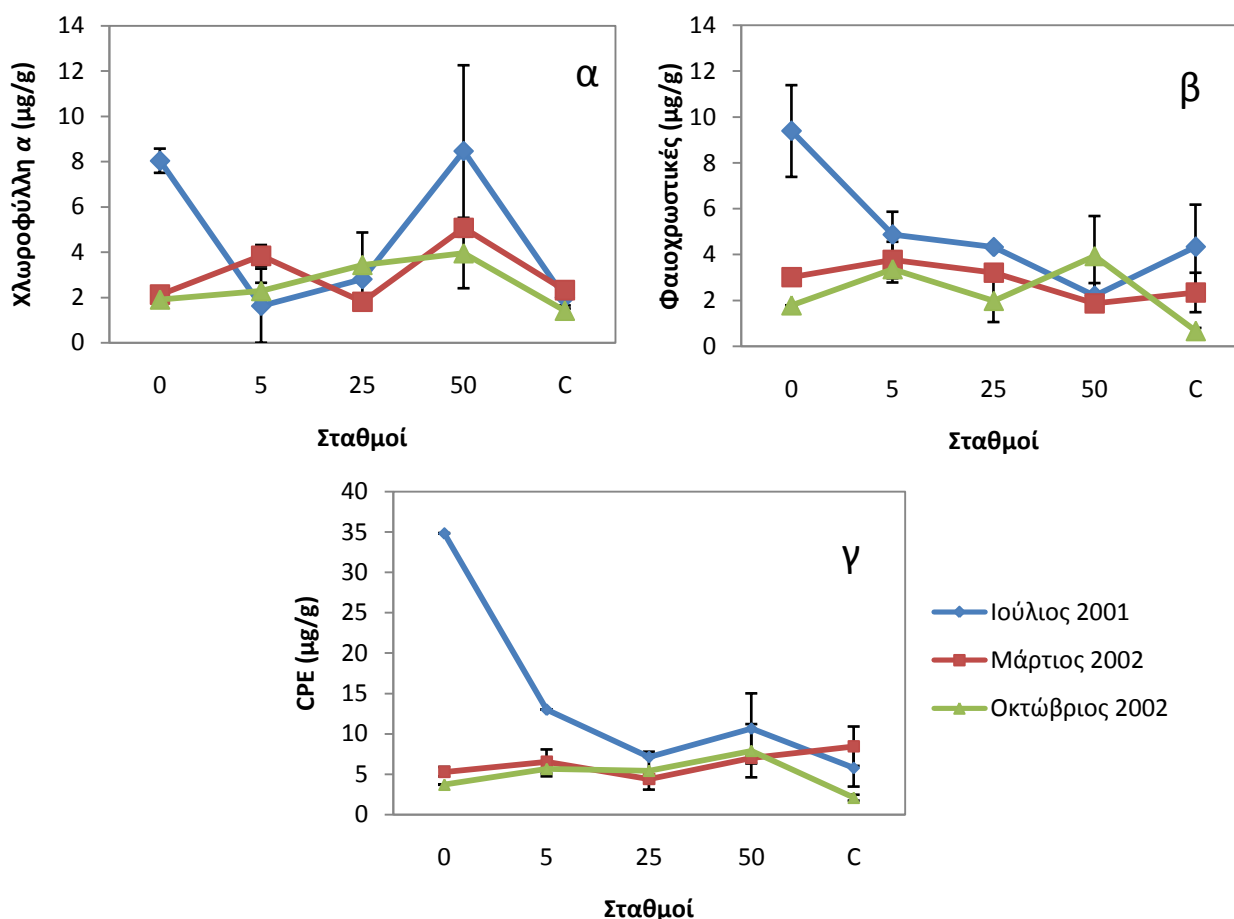 Χλωροφύλλη α (μg/g)
14
12
10
8
6
4
2
0
α
0 5 25 50 C
Σταθμοί
Φαιοχρωστικές (μg/g)
14
12
10
8
6
4
2
0
β
0 5 25 50 C
Σταθμοί
CPE (μg/g)
40
35
30
25
20
15
10
5
0
γ
0 5 25 50 C
Σταθμοί
Ιούλιος 2001
Μάρτιος 2002
Οκτώβριος 2002